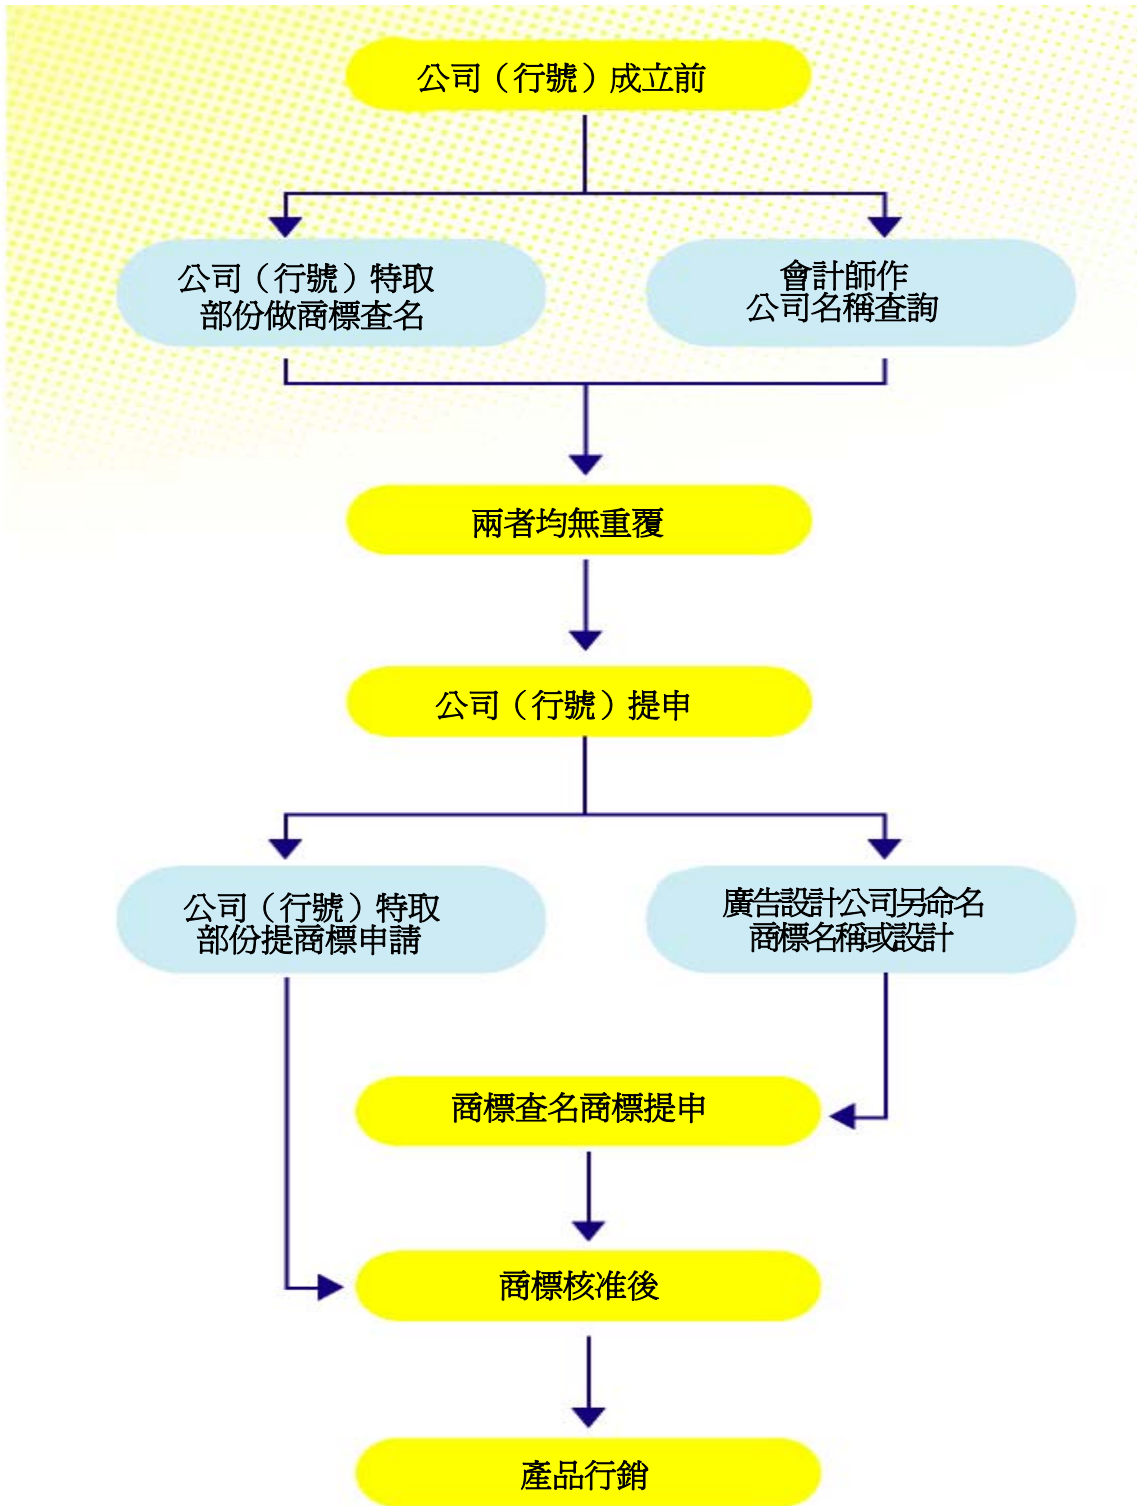 公司（行號）成立前
公司（行號）特取
部份做商標查名
會計師作
公司名稱查詢
兩者均無重覆
公司（行號）提申
公司（行號）特取
部份提商標申請
廣告設計公司另命名
商標名稱或設計
商標查名商標提申
商標核准後
產品行銷